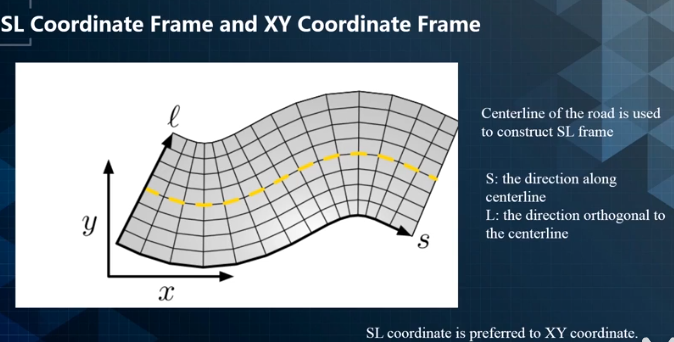 SL Coordinate Frame and XY Coordinate Frame
ℓ
y
x
s
Centerline of the road is used
to construct SL frame
S: the direction along
centerline
L: the direction orthogonal to
the centerline
SL coordinate is preferred to XY coordinate.